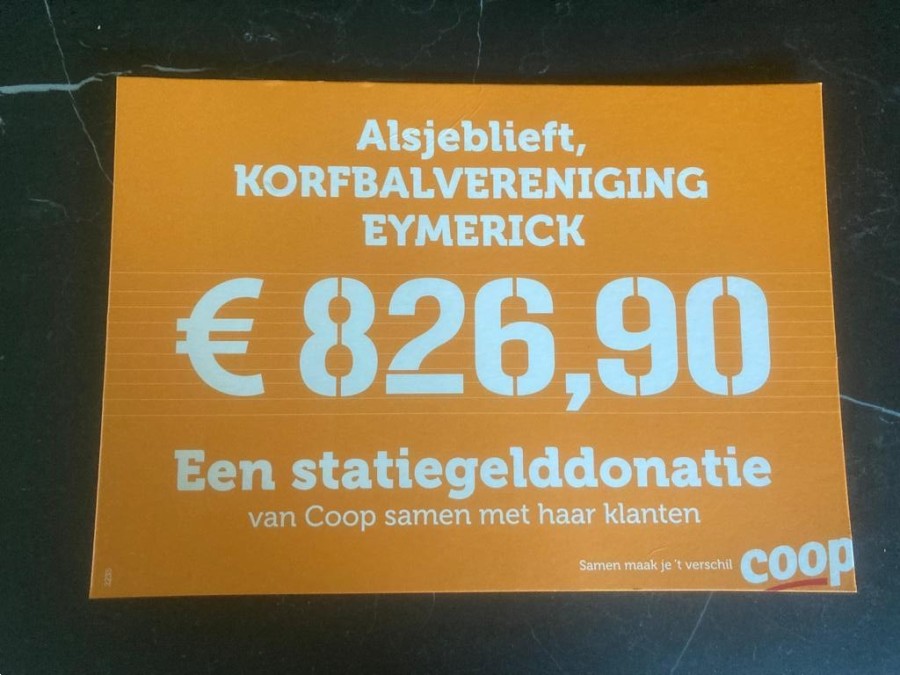 Alsjeblieft,
KORFBALVERENIGING
EYMERICK
€ 826,90
Een statiegelddonatie
van Coop samen met haar klanten
Samen maak je 't verschil
coop